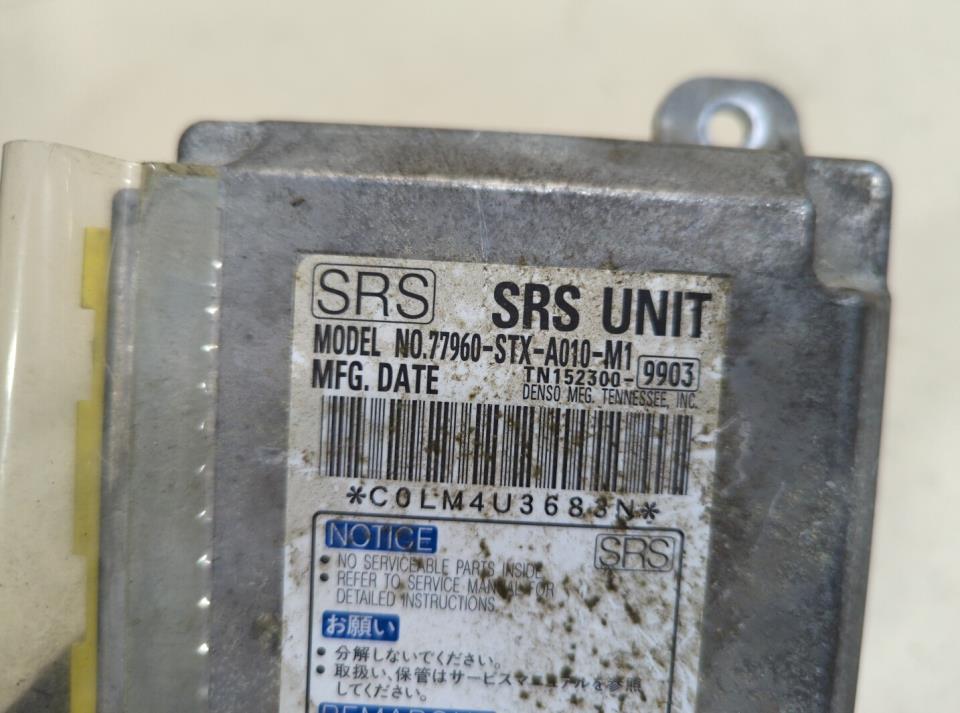 SRS SRS UNIT
MODEL NO.77960-STX-A010-M1
MFG. DATE TN152300-9903
DENSO MFG. TENNESSEE, INC.
*C0LM4U3683N*
NOTICE SRS
• NO SERVICEABLE PARTS INSIDE
• REFER TO SERVICE MANUAL FOR
DETAILED INSTRUCTIONS.
お願い
• 分解しないでください。
• 取扱い、保管はサービスマニュアルを参照
してください。